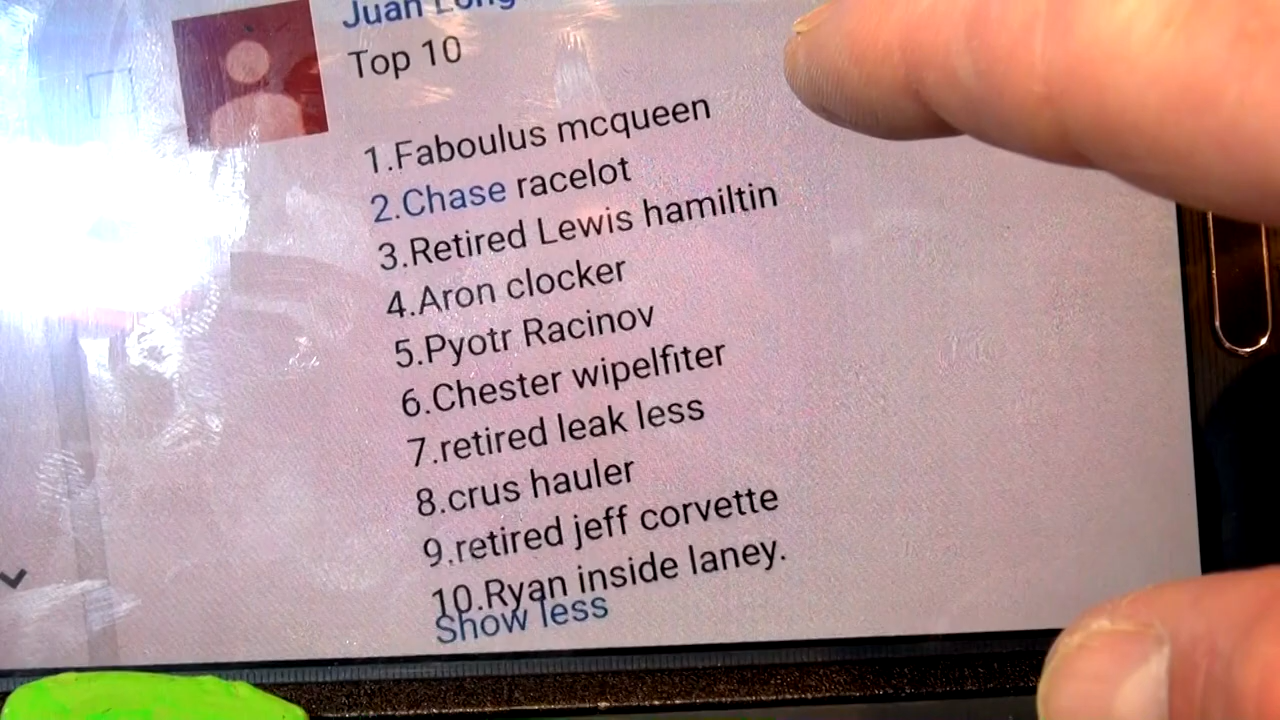 Juan Long
Top 10
1.Faboulus mcqueen
2.Chase racelot
3.Retired Lewis hamiltin
4.Aron clocker
5.Pyotr Racinov
6.Chester wipelfiter
7.retired leak less
8.crus hauler
9.retired jeff corvette
10.Ryan inside laney.
Show less